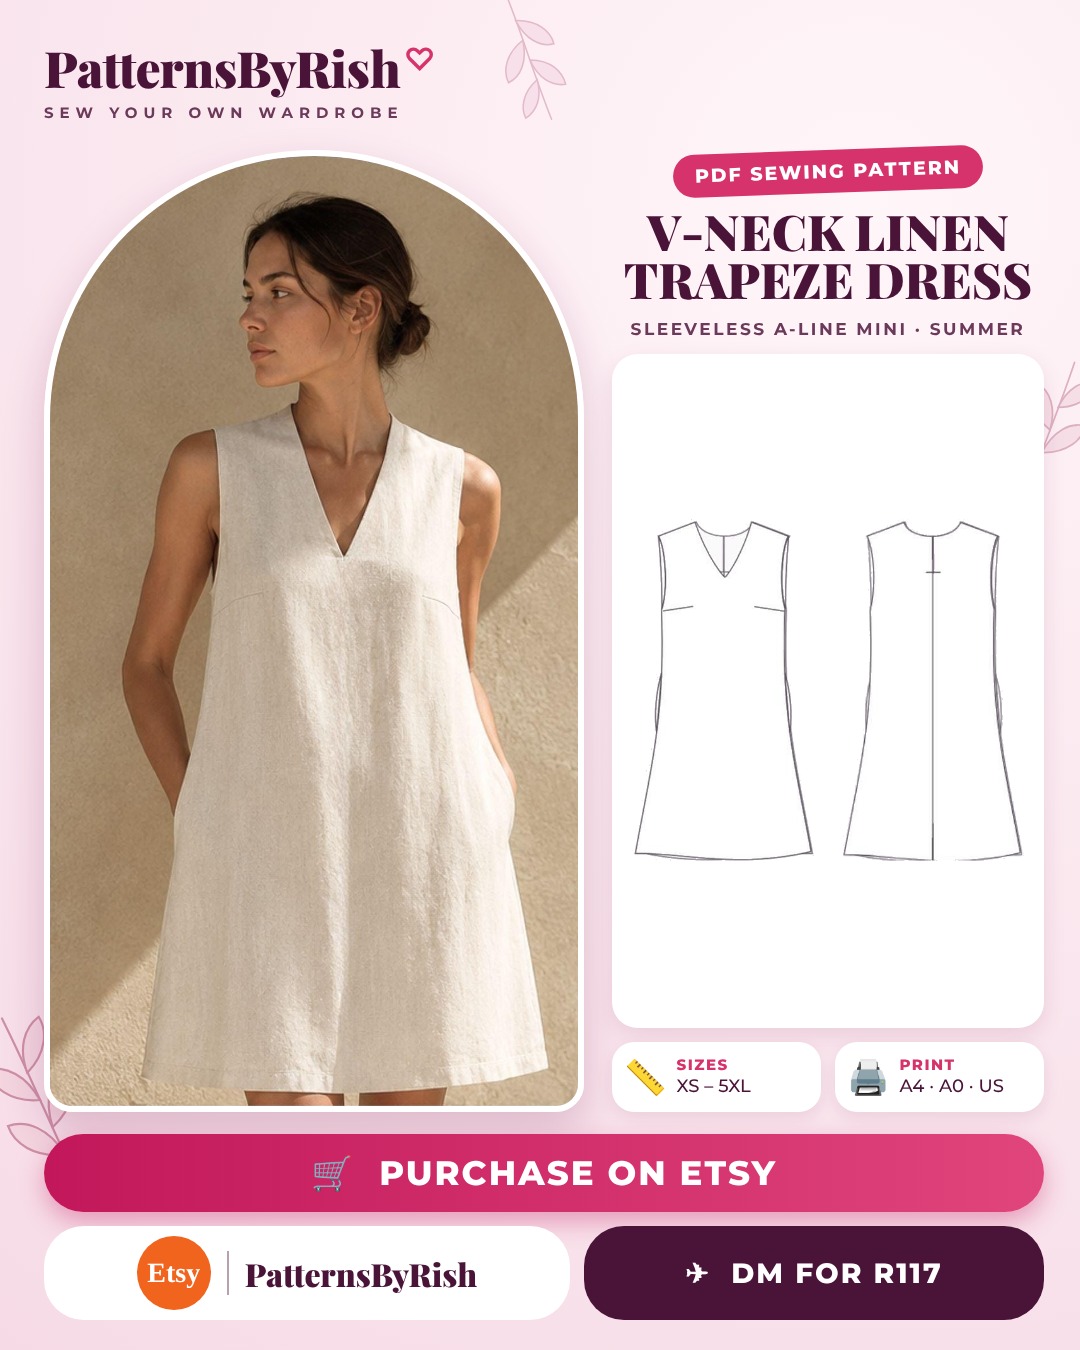 PatternsByRish
SEW YOUR OWN WARDROBE
PDF SEWING PATTERN
V-NECK LINEN
TRAPEZE DRESS
SLEEVELESS A-LINE MINI · SUMMER
SIZES
XS – 5XL
PRINT
A4 · A0 · US
PURCHASE ON ETSY
Etsy
PatternsByRish
DM FOR R117